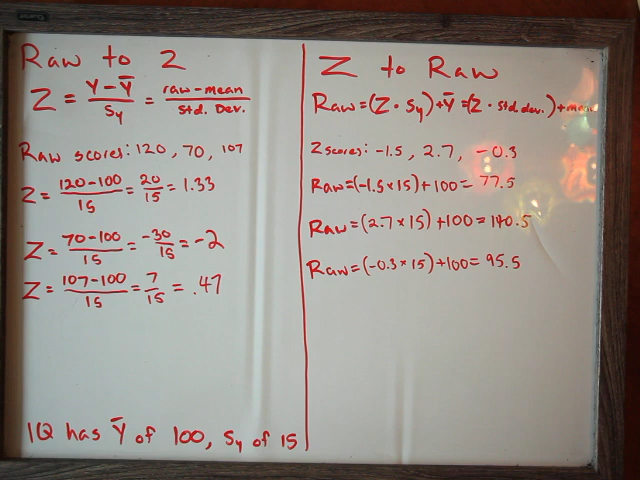 Raw to Z
Z = Y-Ȳ / Sy = raw-mean / Std. Dev.
Raw scores: 120, 70, 107
Z = 120-100 / 15 = 20 / 15 = 1.33
Z = 70-100 / 15 = -30 / 15 = -2
Z = 107-100 / 15 = 7 / 15 = .47
IQ has Ȳ of 100, Sy of 15
Z to Raw
Raw=(Z · Sy)+Ȳ=(Z · Std. dev.)+mean
Z scores: -1.5, 2.7, -0.3
Raw=(-1.5×15)+100=77.5
Raw=(2.7×15)+100=140.5
Raw=(-0.3×15)+100=95.5